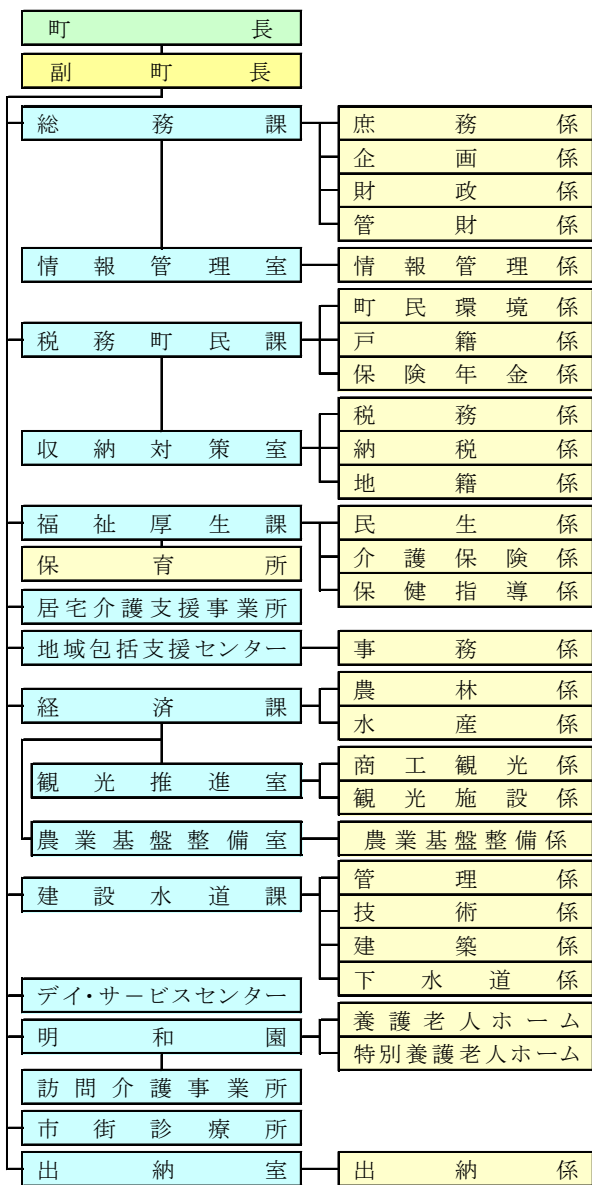 町長
副町長
総務課 庶務係
企画係
財政係
管財係
情報管理室 情報管理係
町民環境係
税務町民課 戸籍係
保険年金係
税務係
収納対策室 納税係
地籍係
福祉厚生課 民生係
保育所 介護保険係
保健指導係
居宅介護支援事業所
地域包括支援センター 事務係
農林係
経済課 水産係
商工観光係
観光推進室 観光施設係
農業基盤整備室 農業基盤整備係
管理係
建設水道課 技術係
建築係
下水道係
デイ・サービスセンター
明和園 養護老人ホーム
特別養護老人ホーム
訪問介護事業所
市街診療所
出納室 出納係